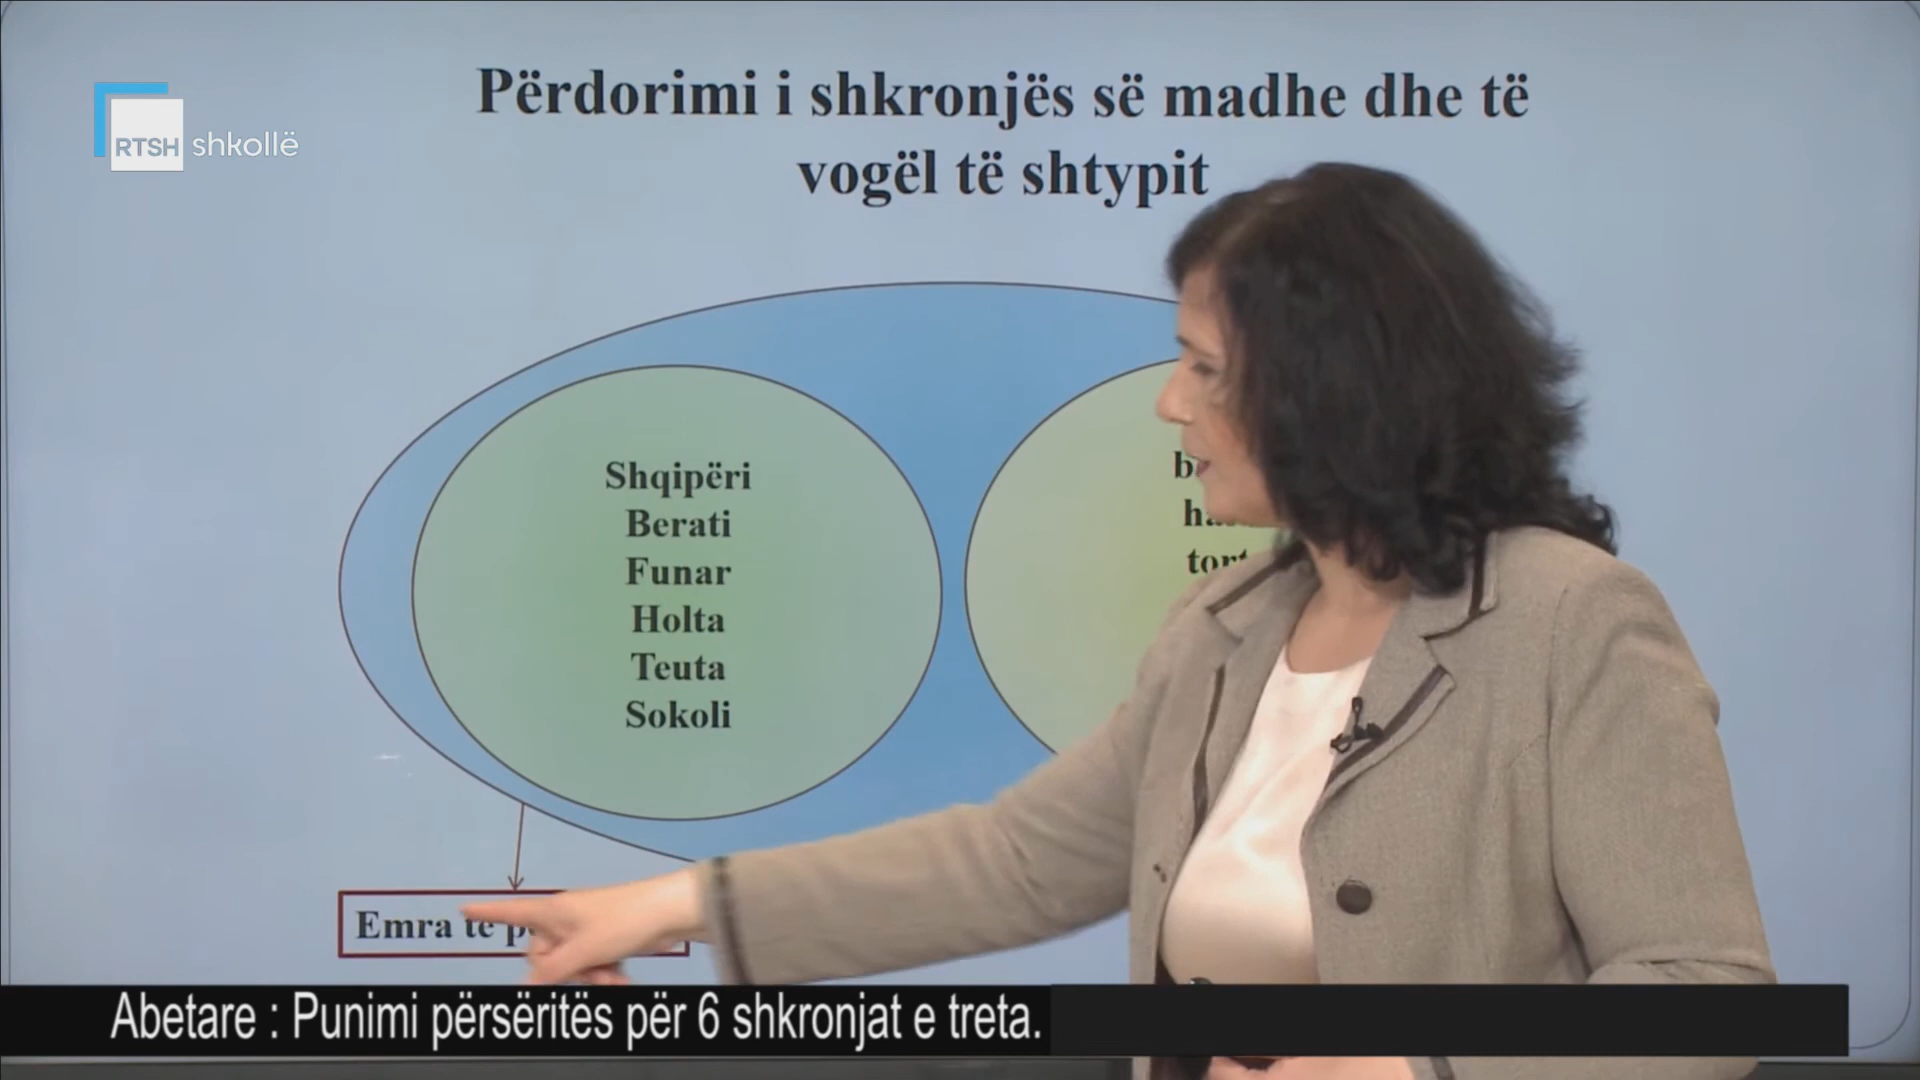 RTSH shkollë
Përdorimi i shkronjës së madhe dhe të
vogël të shtypit
Shqipëri
Berati
Funar
Holta
Teuta
Sokoli
Emra të
Abetare : Punimi përsëritës për 6 shkronjat e treta.